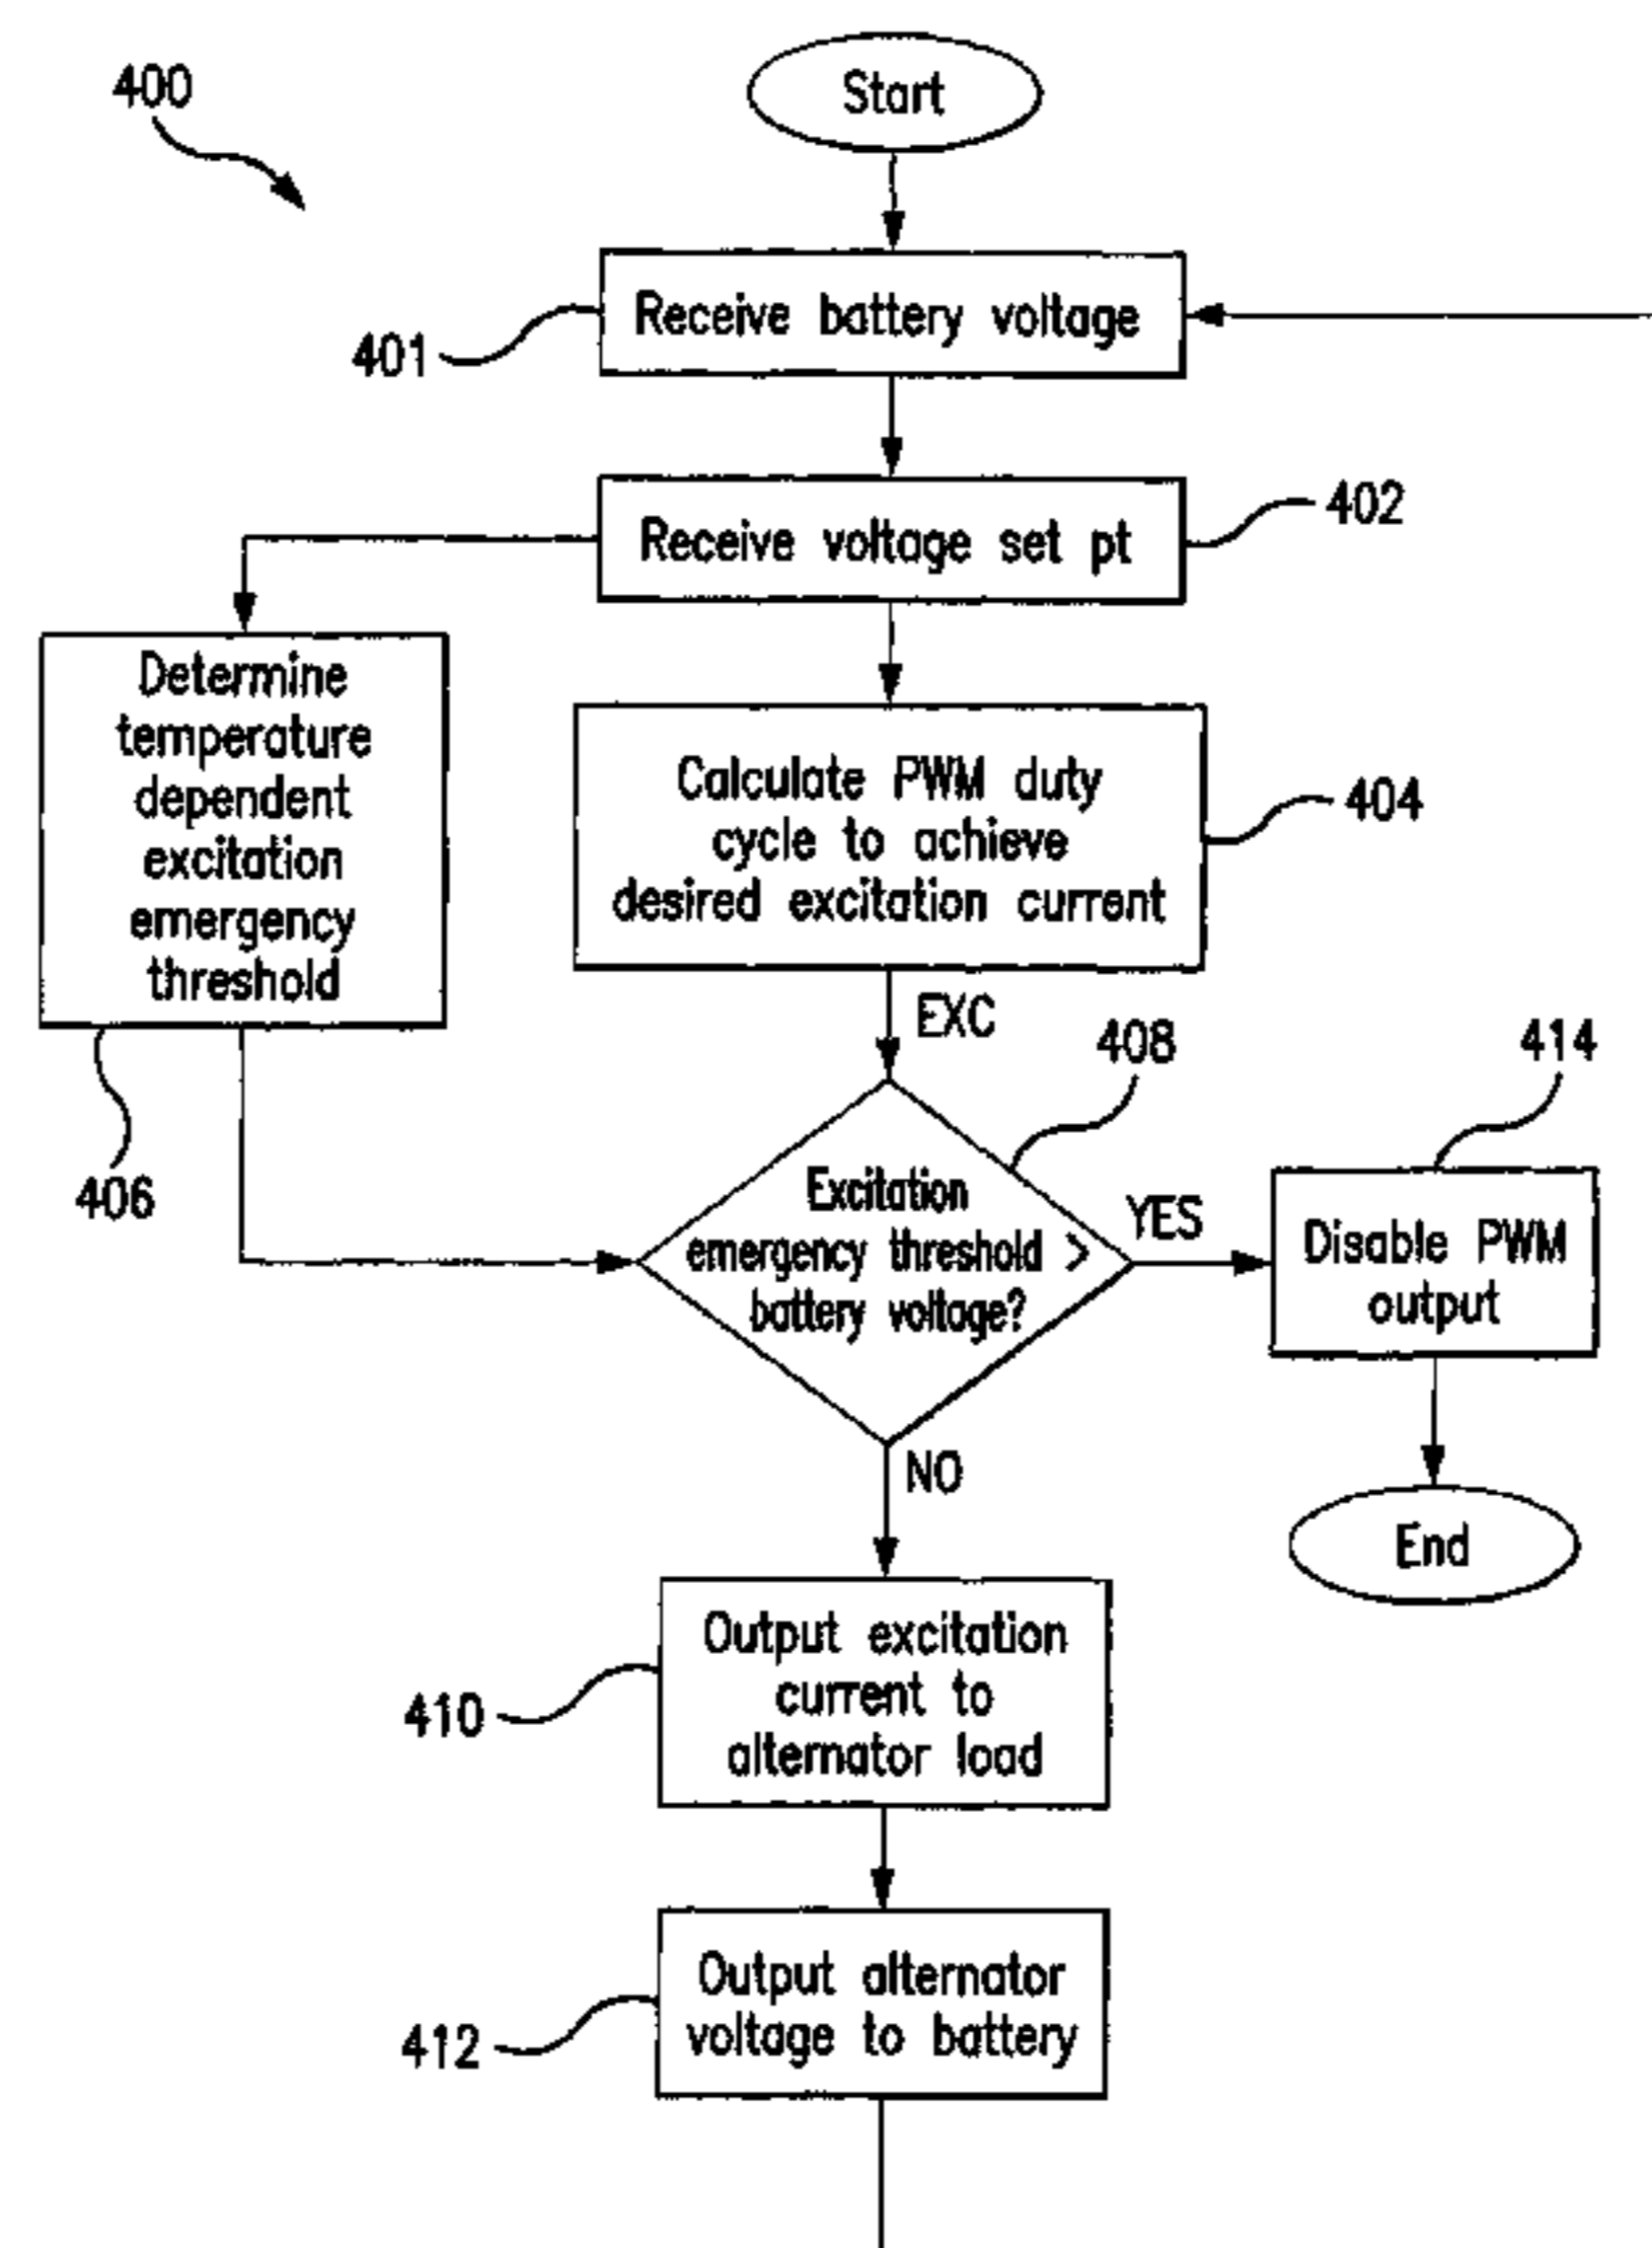 400
Start
Receive battery voltage
401
Receive voltage set pt
402
Determine
temperature
dependent
excitation
emergency
threshold
406
Calculate PWM duty
cycle to achieve
desired excitation current
404
EXC
408
Excitation
emergency threshold >
battery voltage?
YES
414
Disable PWM
output
End
NO
Output excitation
current to
alternator load
410
Output alternator
voltage to battery
412